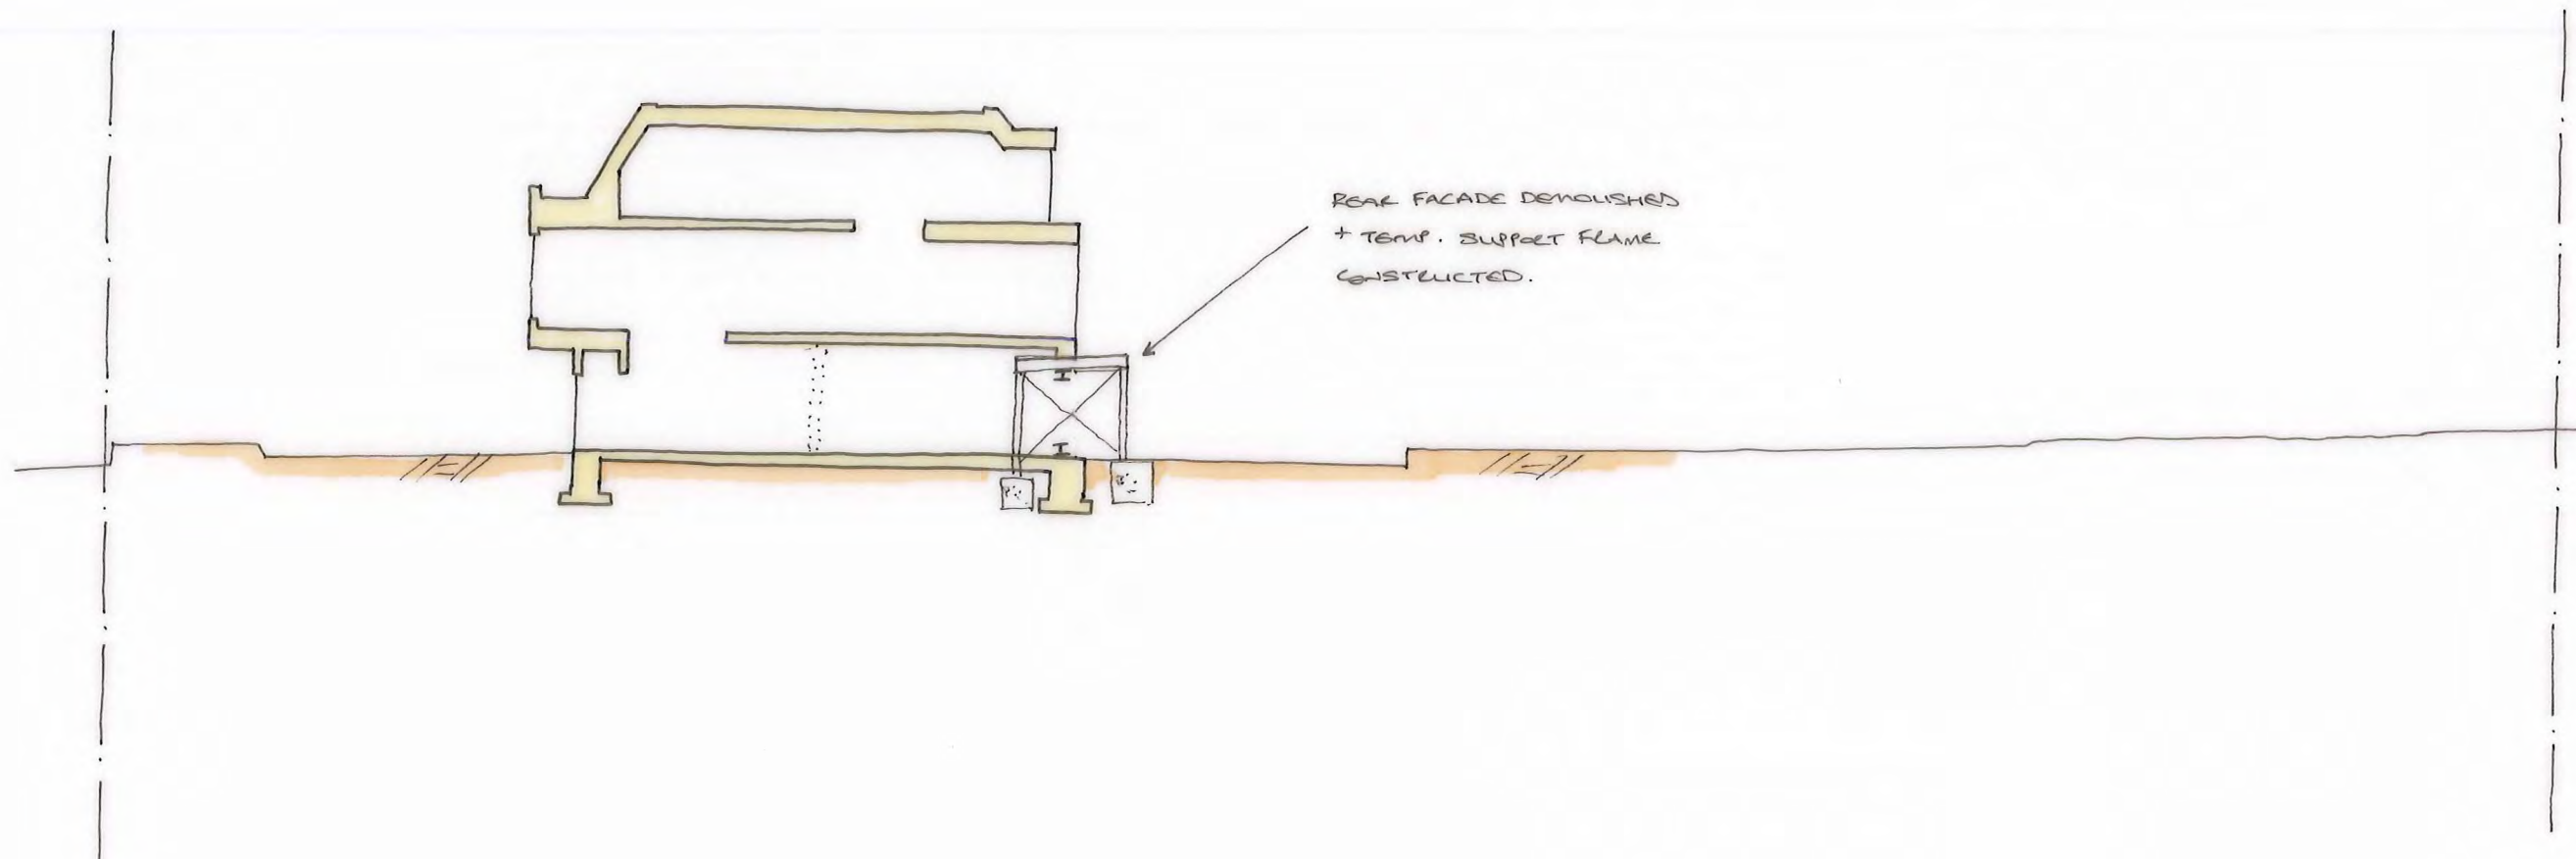 REAR FACADE DEMOLISHED
+ TEMP. SUPPORT FRAME
CONSTRUCTED.